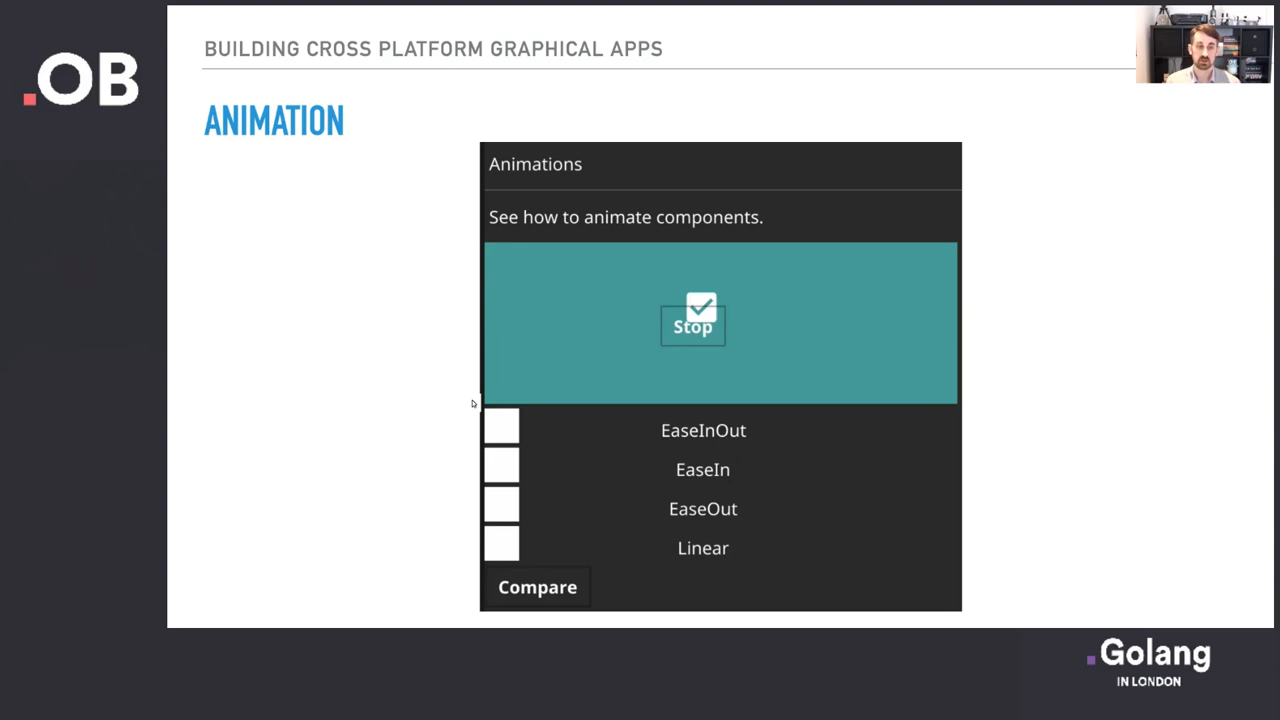 .OB
BUILDING CROSS PLATFORM GRAPHICAL APPS
ANIMATION
Animations
See how to animate components.
Stop
EaseInOut
EaseIn
EaseOut
Linear
Compare
.Golang
IN LONDON